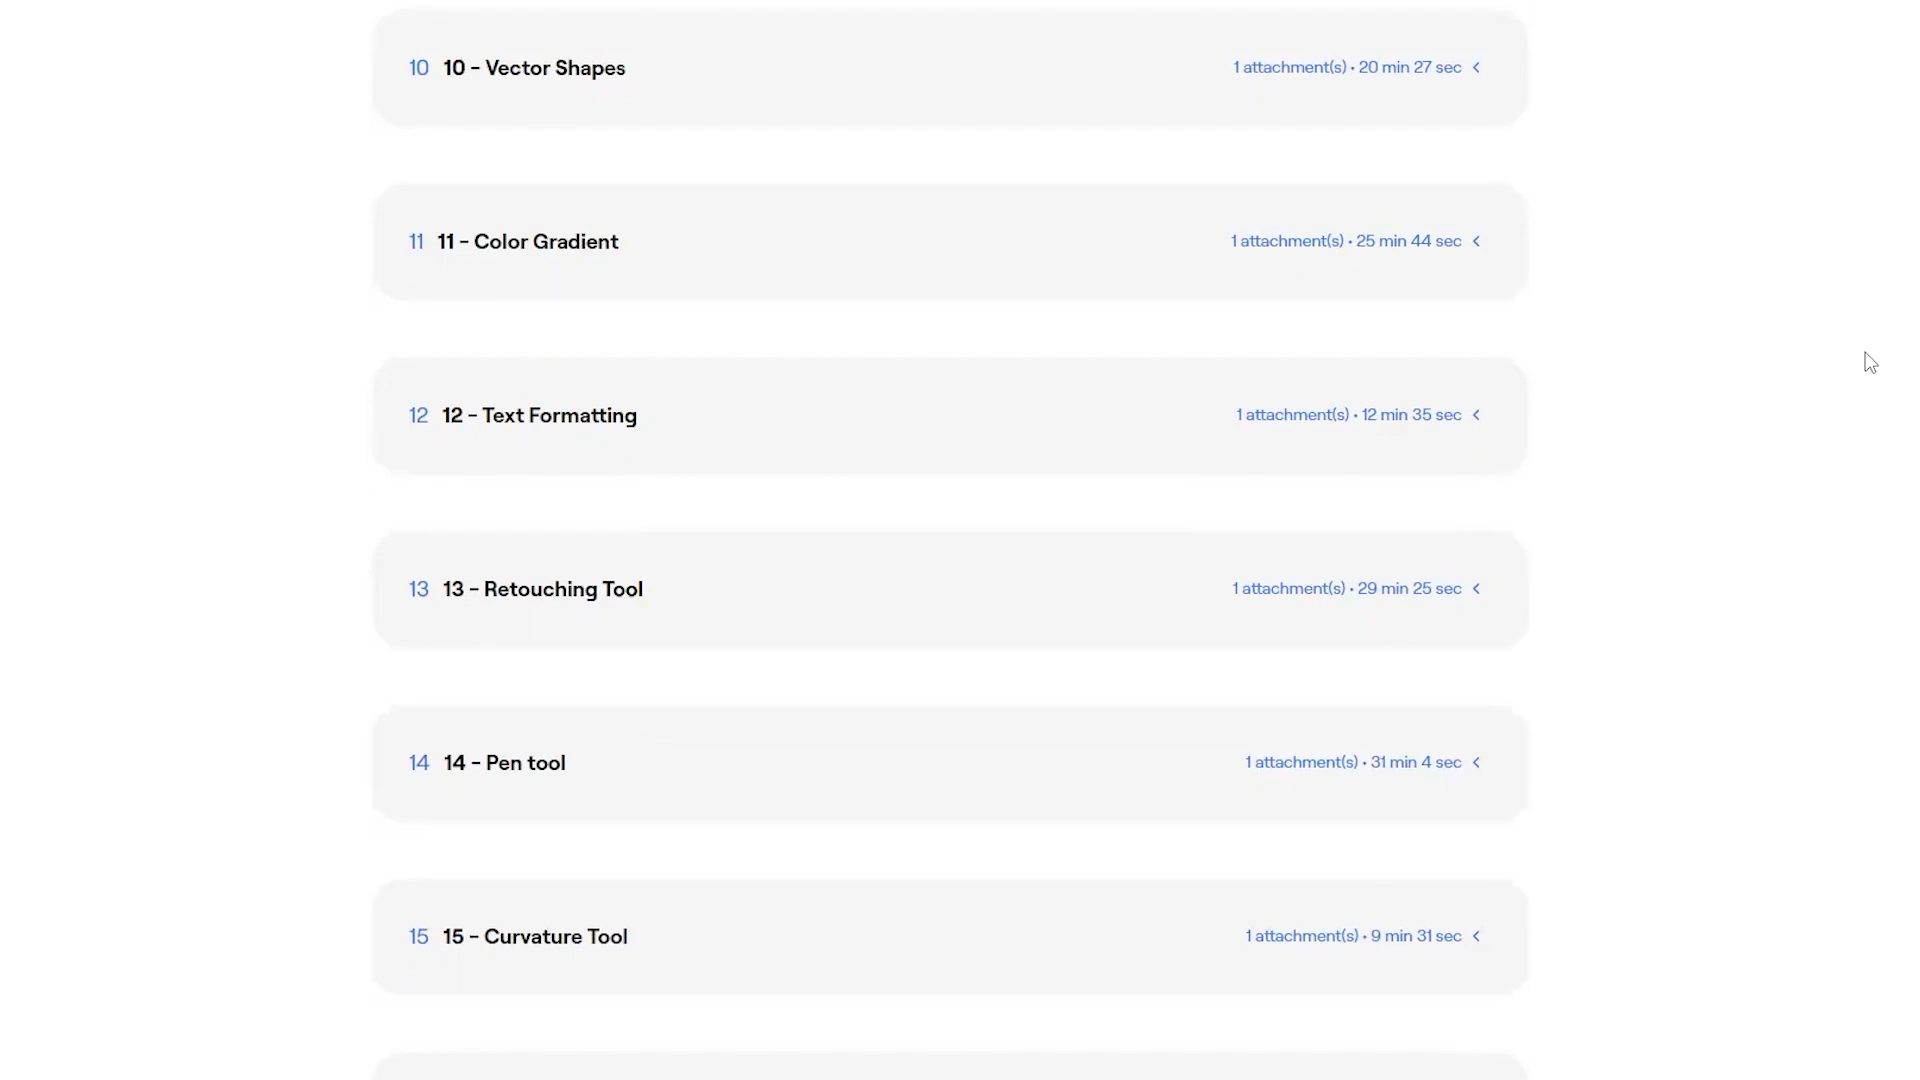 10 10 - Vector Shapes 1 attachment(s) • 20 min 27 sec
11 11 - Color Gradient 1 attachment(s) • 25 min 44 sec
12 12 - Text Formatting 1 attachment(s) • 12 min 35 sec
13 13 - Retouching Tool 1 attachment(s) • 29 min 25 sec
14 14 - Pen tool 1 attachment(s) • 31 min 4 sec
15 15 - Curvature Tool 1 attachment(s) • 9 min 31 sec